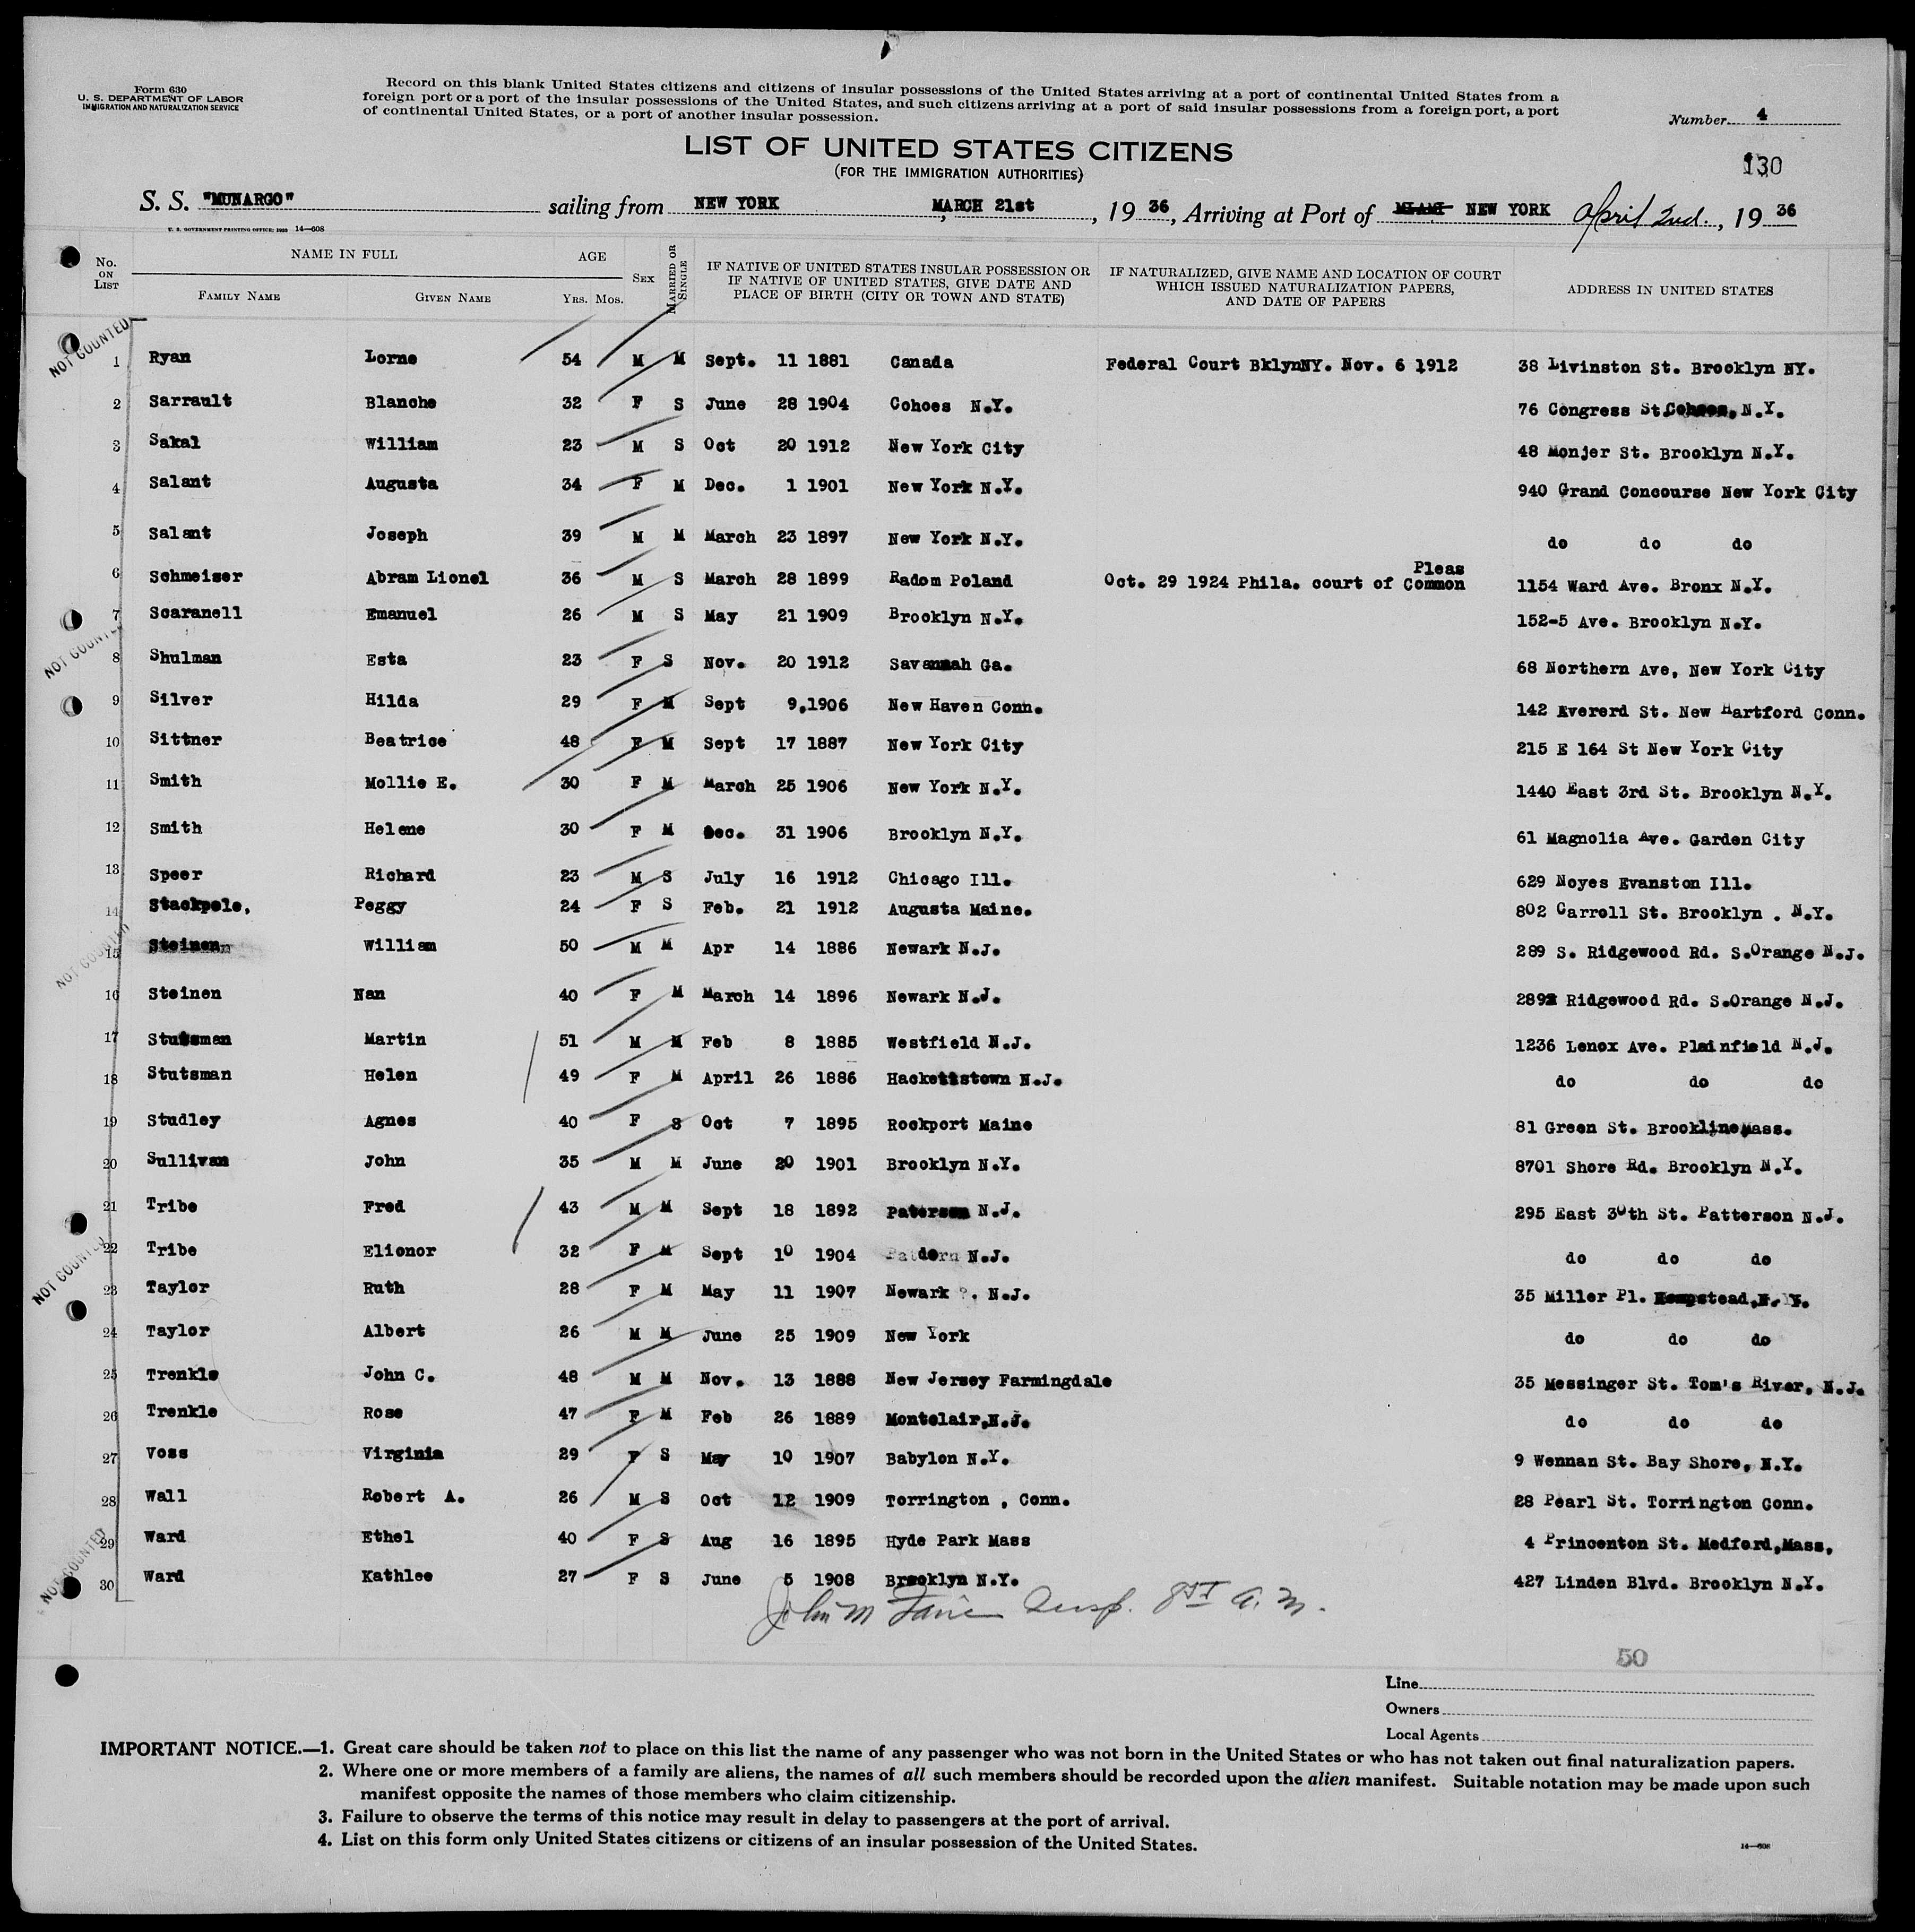 Form 630
U. S. DEPARTMENT OF LABOR
IMMIGRATION AND NATURALIZATION SERVICE
Record on this blank United States citizens and citizens of insular possessions of the United States arriving at a port of continental United States from a
foreign port or a port of the insular possessions of the United States, and such citizens arriving at a port of said insular possessions from a foreign port, a port
of continental United States, or a port of another insular possession.
Number 4
LIST OF UNITED STATES CITIZENS
(FOR THE IMMIGRATION AUTHORITIES)
130
S. S. "MUNARGO" sailing from NEW YORK MARCH 21st, 19 36, Arriving at Port of MIAMI NEW YORK April 2nd., 19 36
U. S. GOVERNMENT PRINTING OFFICE: 1930 14—608
No. ON LIST NAME IN FULL FAMILY NAME GIVEN NAME AGE YRS. MOS. SEX MARRIED OR SINGLE IF NATIVE OF UNITED STATES INSULAR POSSESSION OR IF NATIVE OF UNITED STATES, GIVE DATE AND PLACE OF BIRTH (CITY OR TOWN AND STATE) IF NATURALIZED, GIVE NAME AND LOCATION OF COURT WHICH ISSUED NATURALIZATION PAPERS, AND DATE OF PAPERS ADDRESS IN UNITED STATES
NOT COUNTED
1 Ryan Lorne 54 M M Sept. 11 1881 Canada Federal Court BklynNY. Nov. 6 1912 38 Livinston St. Brooklyn NY.
2 Sarrault Blanche 32 F S June 28 1904 Cohoes N.Y. 76 Congress St.Cohoes, N.Y.
3 Sakal William 23 M S Oct 20 1912 New York City 48 Monjer St. Brooklyn N.Y.
4 Salant Augusta 34 F M Dec. 1 1901 New York N.Y. 940 Grand Concourse New York City
5 Salant Joseph 39 M M March 23 1897 New York N.Y. do do do
6 Schmeiser Abram Lionel 36 M S March 28 1899 Radom Poland Oct. 29 1924 Phila. court of Common Pleas 1154 Ward Ave. Bronx N.Y.
7 Scaranell Emanuel 26 M S May 21 1909 Brooklyn N.Y. 152-5 Ave. Brooklyn N.Y.
NOT COUNTED
8 Shulman Esta 23 F S Nov. 20 1912 Savannah Ga. 68 Northern Ave, New York City
9 Silver Hilda 29 F M Sept 9,1906 New Haven Conn. 142 Evererd St. New Hartford Conn.
10 Sittner Beatrice 48 F M Sept 17 1887 New York City 215 E 164 St New York City
11 Smith Mollie E. 30 F M March 25 1906 New York N.Y. 1440 East 3rd St. Brooklyn N.Y.
12 Smith Helene 30 F M Dec. 31 1906 Brooklyn N.Y. 61 Magnolia Ave. Garden City
13 Speer Richard 23 M S July 16 1912 Chicago Ill. 629 Noyes Evanston Ill.
14 Stackpole, Peggy 24 F S Feb. 21 1912 Augusta Maine. 802 Carroll St. Brooklyn . N.Y.
NOT COUNTED
15 Steinen William 50 M M Apr 14 1886 Newark N.J. 289 S. Ridgewood Rd. S.Orange N.J.
16 Steinen Nan 40 F M March 14 1896 Newark N.J. 289 Ridgewood Rd. S.Orange N.J.
17 Stutsman Martin 51 M M Feb 8 1885 Westfield N.J. 1236 Lenox Ave. Plainfield N.J.
18 Stutsman Helen 49 F M April 26 1886 Hackettstown N.J. do do do
19 Studley Agnes 40 F S Oct 7 1895 Rockport Maine 81 Green St. Brookline Mass.
20 Sullivan John 35 M M June 20 1901 Brooklyn N.Y. 8701 Shore Rd. Brooklyn N.Y.
21 Tribe Fred 43 M M Sept 18 1892 Paterson N.J. 295 East 30th St. Patterson N.J.
22 Tribe Elionor 32 F M Sept 10 1904 N.J. do do do
NOT COUNTED
23 Taylor Ruth 28 F M May 11 1907 Newark . N.J. 35 Miller Pl. Hempstead,N. Y.
24 Taylor Albert 26 M M June 25 1909 New York do do do
25 Trenkle John C. 48 M M Nov. 13 1888 New Jersey Farmingdale 35 Messinger St. Tom's River, N.J.
26 Trenkle Rose 47 F M Feb 26 1889 Montclair,N.J. do do do
27 Voss Virginia 29 F S May 10 1907 Babylon N.Y. 9 Wennan St. Bay Shore, N.Y.
28 Wall Robert A. 26 M S Oct 12 1909 Torrington , Conn. 28 Pearl St. Torrington Conn.
29 Ward Ethel 40 F S Aug 16 1895 Hyde Park Mass 4 Princenton St. Medford,Mass,
NOT COUNTED
30 Ward Kathlee 27 F S June 5 1908 Brooklyn N.Y. 427 Linden Blvd. Brooklyn N.Y.
John M Insp. A. M.
50
Line
Owners
Local Agents
IMPORTANT NOTICE.—1. Great care should be taken not to place on this list the name of any passenger who was not born in the United States or who has not taken out final naturalization papers.
2. Where one or more members of a family are aliens, the names of all such members should be recorded upon the alien manifest. Suitable notation may be made upon such
manifest opposite the names of those members who claim citizenship.
3. Failure to observe the terms of this notice may result in delay to passengers at the port of arrival.
4. List on this form only United States citizens or citizens of an insular possession of the United States.
14—608